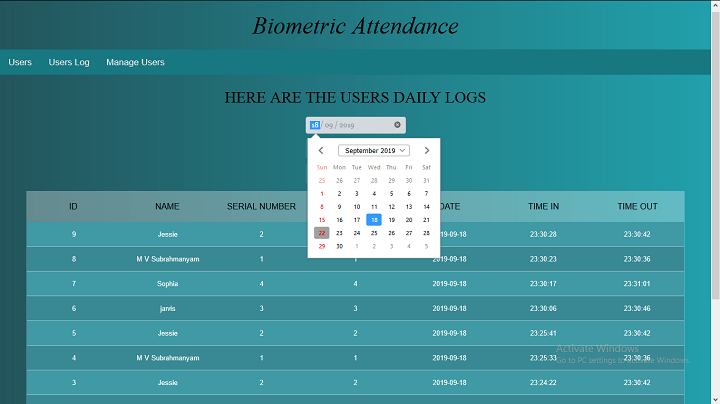 Biometric Attendance
Users Users Log Manage Users
HERE ARE THE USERS DAILY LOGS
18 / 09 / 2019
September 2019
Sun Mon Tue Wed Thu Fri Sat
25 26 27 28 29 30 31
1 2 3 4 5 6 7
8 9 10 11 12 13 14
15 16 17 18 19 20 21
22 23 24 25 26 27 28
29 30 1 2 3 4 5
ID NAME SERIAL NUMBER DATE TIME IN TIME OUT
9 Jessie 2 19-09-18 23:30:28 23:30:42
8 M V Subrahmanyam 1 1 2019-09-18 23:30:23 23:30:36
7 Sophia 4 4 2019-09-18 23:30:17 23:31:01
6 jarvis 3 3 2019-09-18 23:30:06 23:30:46
5 Jessie 2 2 2019-09-18 23:25:41 23:30:42
4 M V Subrahmanyam 1 1 2019-09-18 23:25:33 23:30:36
3 Jessie 2 2 2019-09-18 23:24:22 23:30:42
Activate Windows
Go to PC settings to activate Windows.